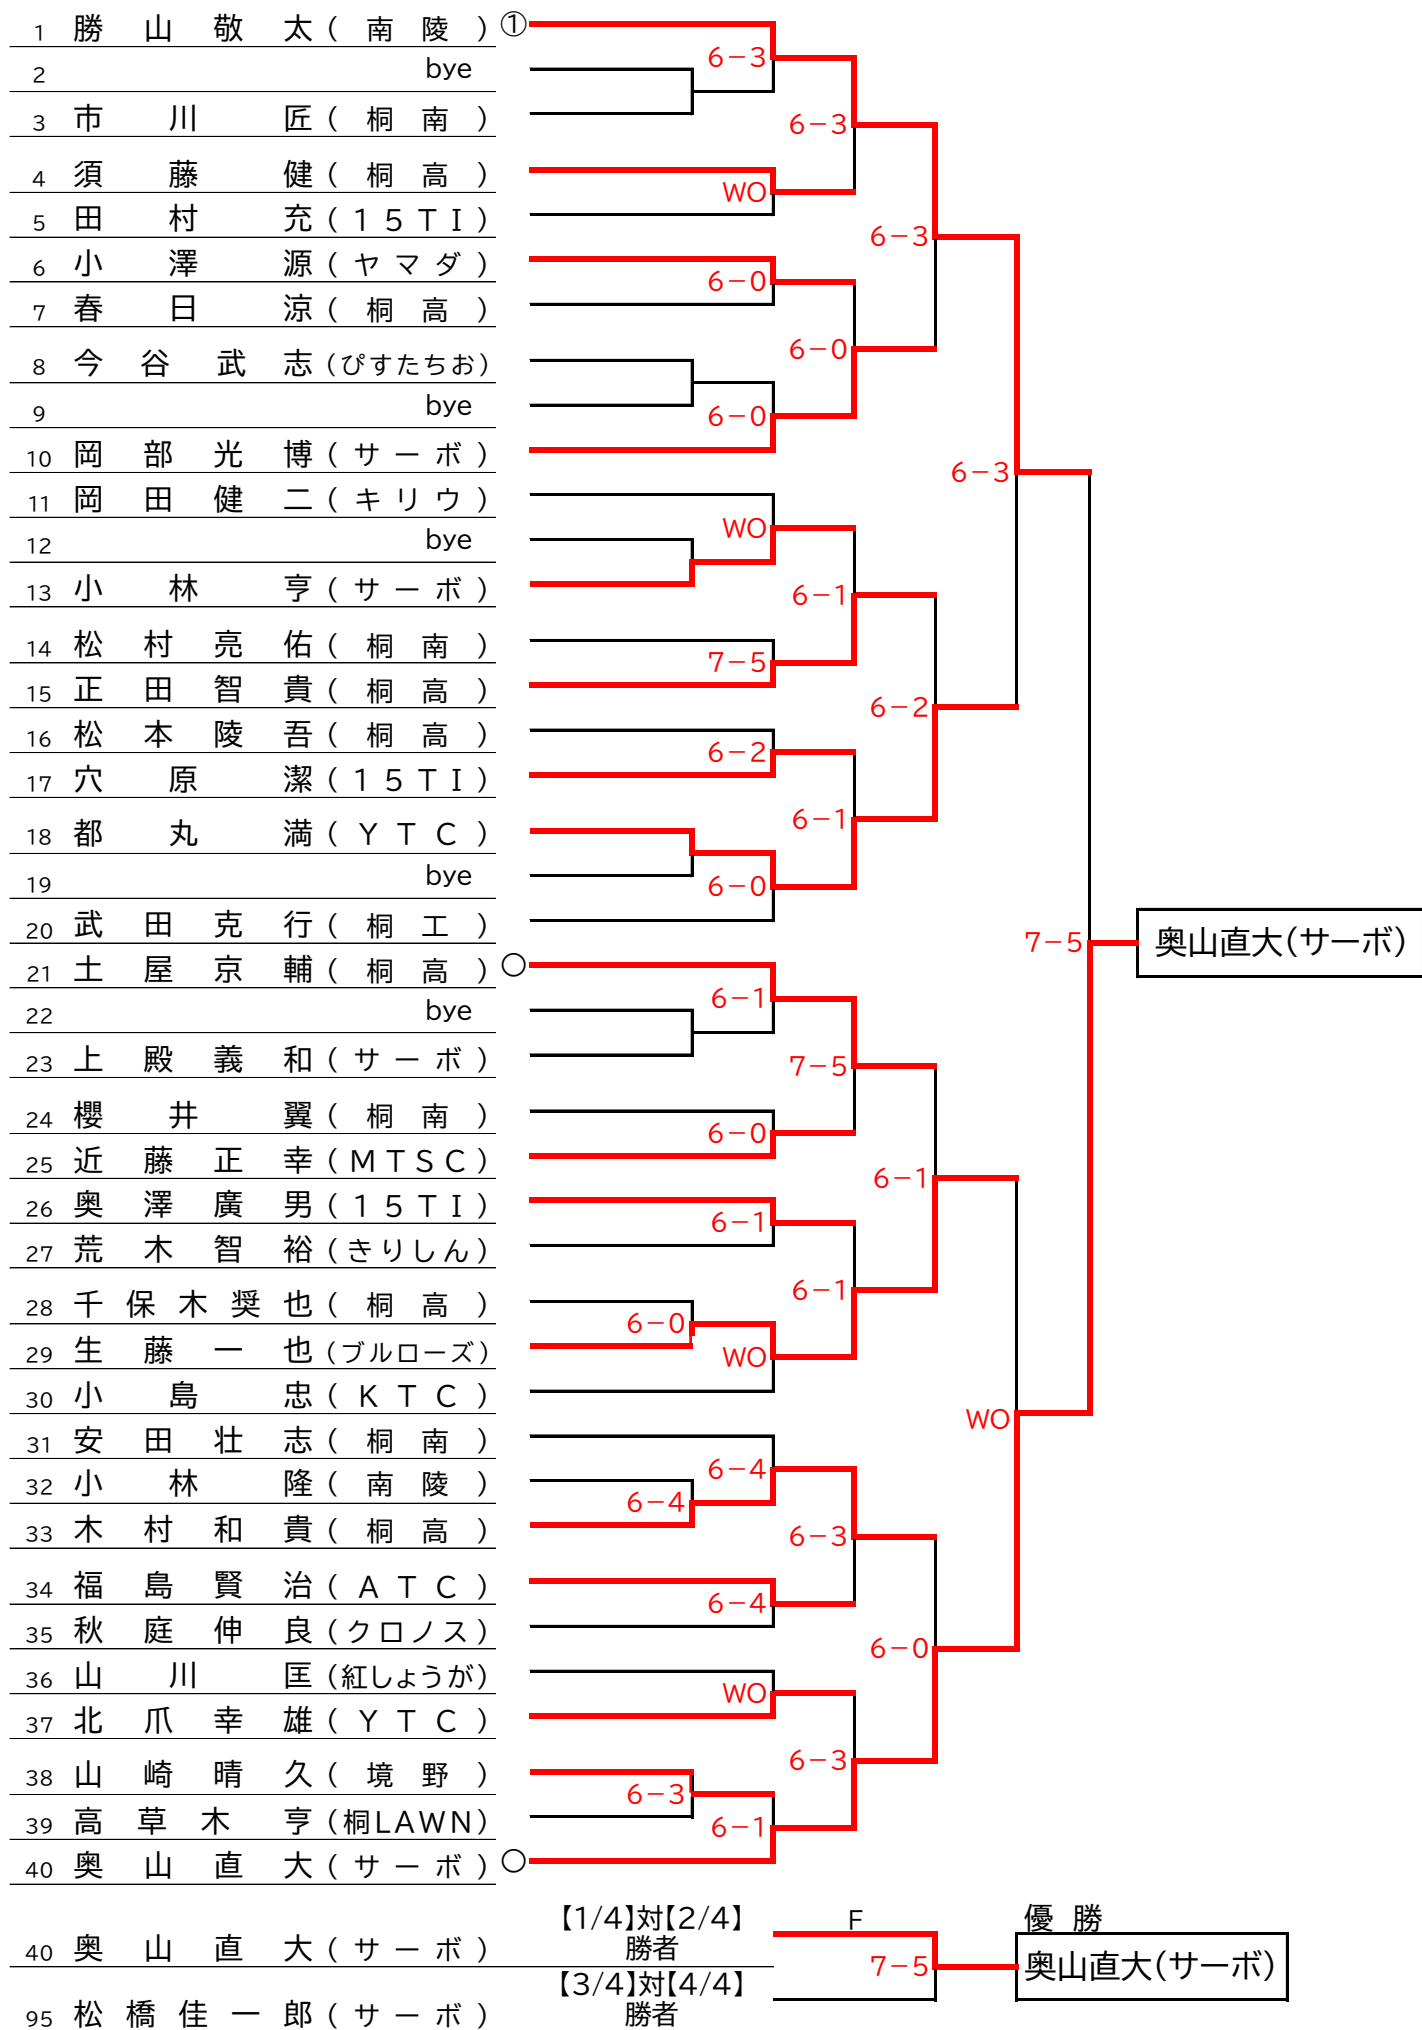 1 勝山敬太(南陵)①
2 bye
3 市川匠(桐南)
4 須藤健(桐高)
5 田村充(15TI)
6 小澤源(ヤマダ)
7 春日涼(桐高)
8 今谷武志(ぴすたちお)
9 bye
10 岡部光博(サーボ)
11 岡田健二(キリウ)
12 bye
13 小林亨(サーボ)
14 松村亮佑(桐南)
15 正田智貴(桐高)
16 松本陵吾(桐高)
17 穴原潔(15TI)
18 都丸満(YTC)
19 bye
20 武田克行(桐工)
21 土屋京輔(桐高)○
22 bye
23 上殿義和(サーボ)
24 櫻井翼(桐南)
25 近藤正幸(MTSC)
26 奥澤廣男(15TI)
27 荒木智裕(きりしん)
28 千保木奨也(桐高)
29 生藤一也(ブルローズ)
30 小島忠(KTC)
31 安田壮志(桐南)
32 小林隆(南陵)
33 木村和貴(桐高)
34 福島賢治(ATC)
35 秋庭伸良(クロノス)
36 山川匡(紅しょうが)
37 北爪幸雄(YTC)
38 山崎晴久(境野)
39 高草木亨(桐LAWN)
40 奥山直大(サーボ)○
6-0
6-4
6-3
6-3
WO
6-0
6-0
WO
7-5
6-2
6-0
6-1
6-0
6-1
WO
6-4
6-4
WO
6-1
6-3
6-0
6-1
6-1
7-5
6-1
6-3
6-3
6-3
6-2
6-1
6-0
6-3
WO
7-5
奥山直大(サーボ)
40 奥山直大(サーボ)
【1/4】対【2/4】
勝者
F
優勝
7-5
奥山直大(サーボ)
95 松橋佳一郎(サーボ)
【3/4】対【4/4】
勝者